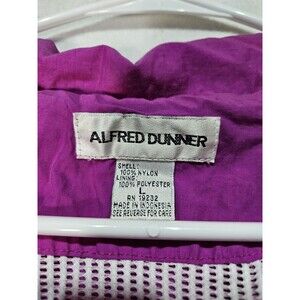 ALFRED DUNNER
SHELL:
100% NYLON
LINING:
100% POLYESTER
L
RN 79232
MADE IN INDONESIA
SEE REVERSE FOR CARE